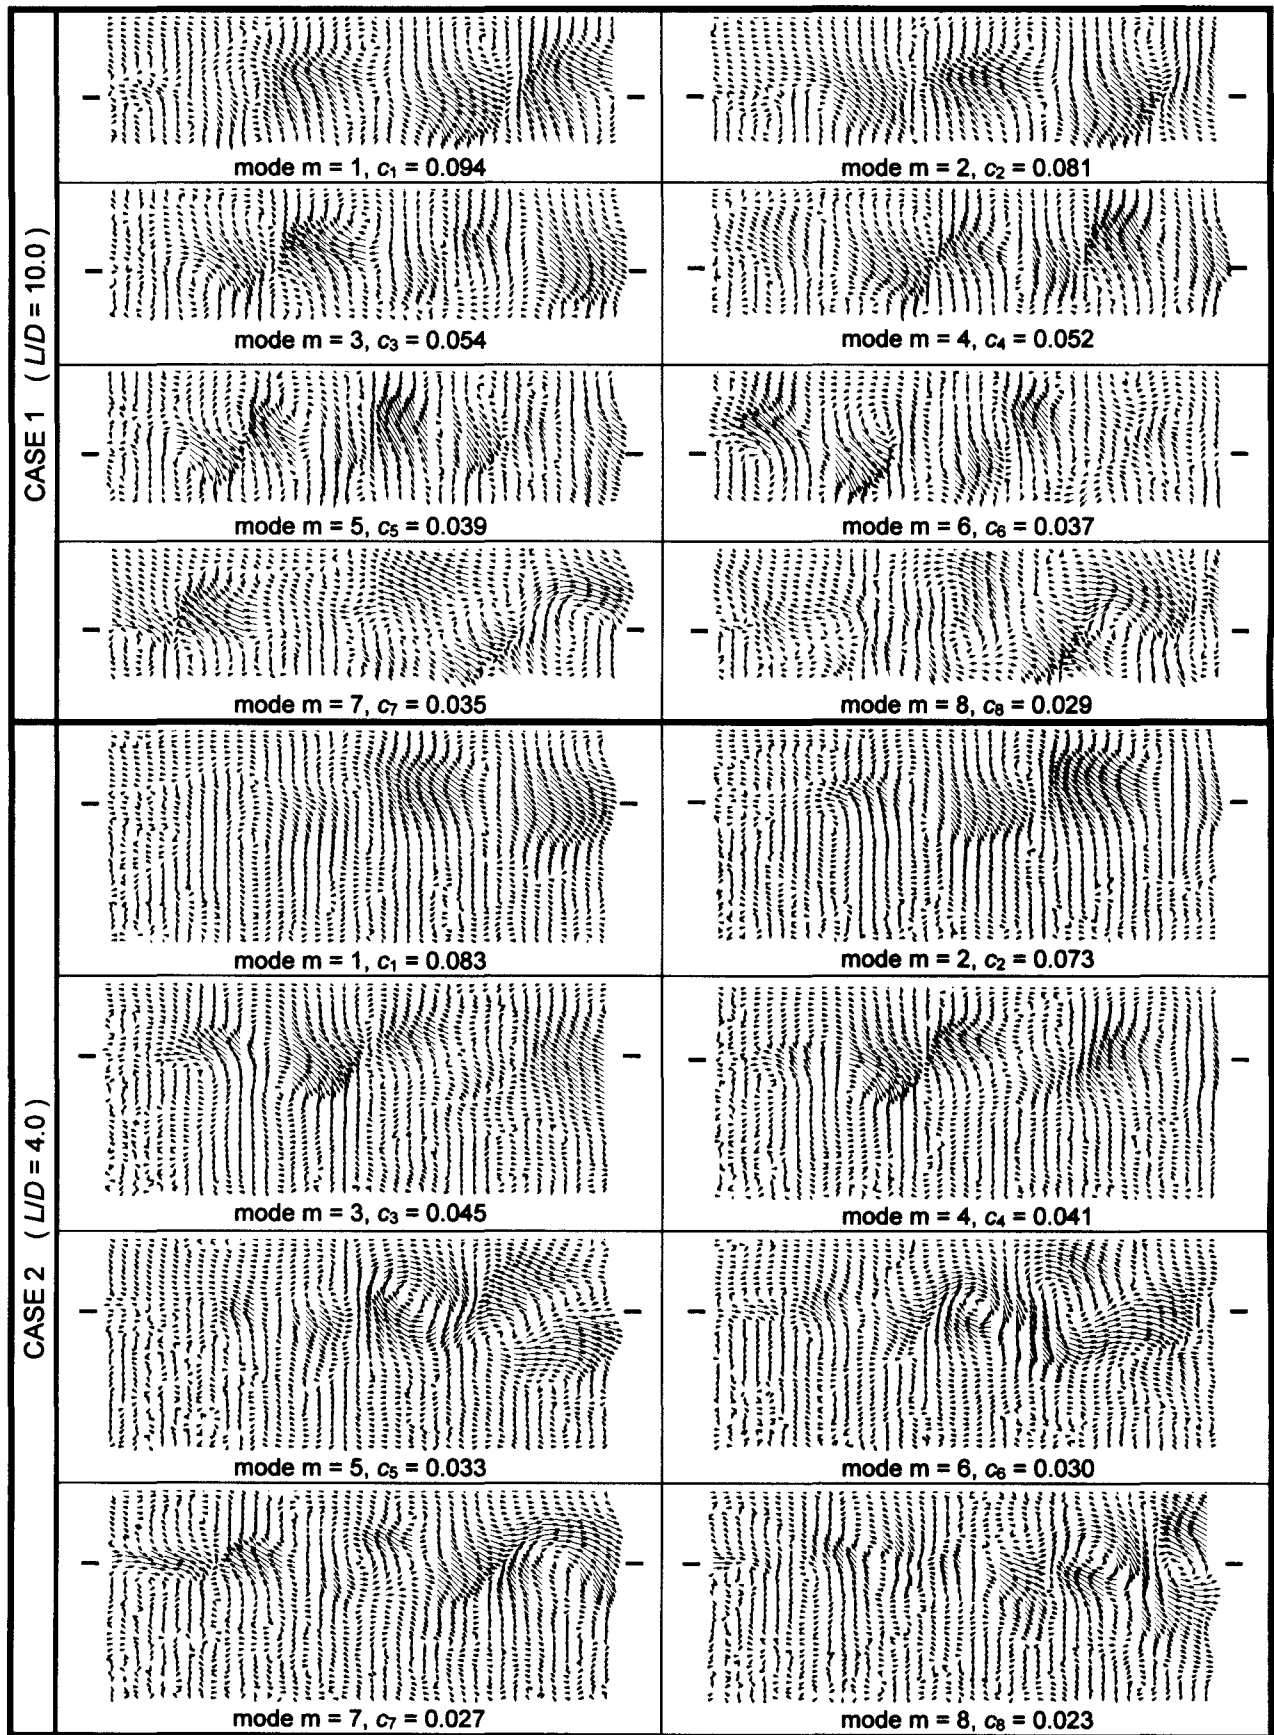 CASE 1 ( L/D = 10.0 )
mode m = 1, c₁ = 0.094
mode m = 2, c₂ = 0.081
mode m = 3, c₃ = 0.054
mode m = 4, c₄ = 0.052
mode m = 5, c₅ = 0.039
mode m = 6, c₆ = 0.037
mode m = 7, c₇ = 0.035
mode m = 8, c₈ = 0.029
CASE 2 ( L/D = 4.0 )
mode m = 1, c₁ = 0.083
mode m = 2, c₂ = 0.073
mode m = 3, c₃ = 0.045
mode m = 4, c₄ = 0.041
mode m = 5, c₅ = 0.033
mode m = 6, c₆ = 0.030
mode m = 7, c₇ = 0.027
mode m = 8, c₈ = 0.023